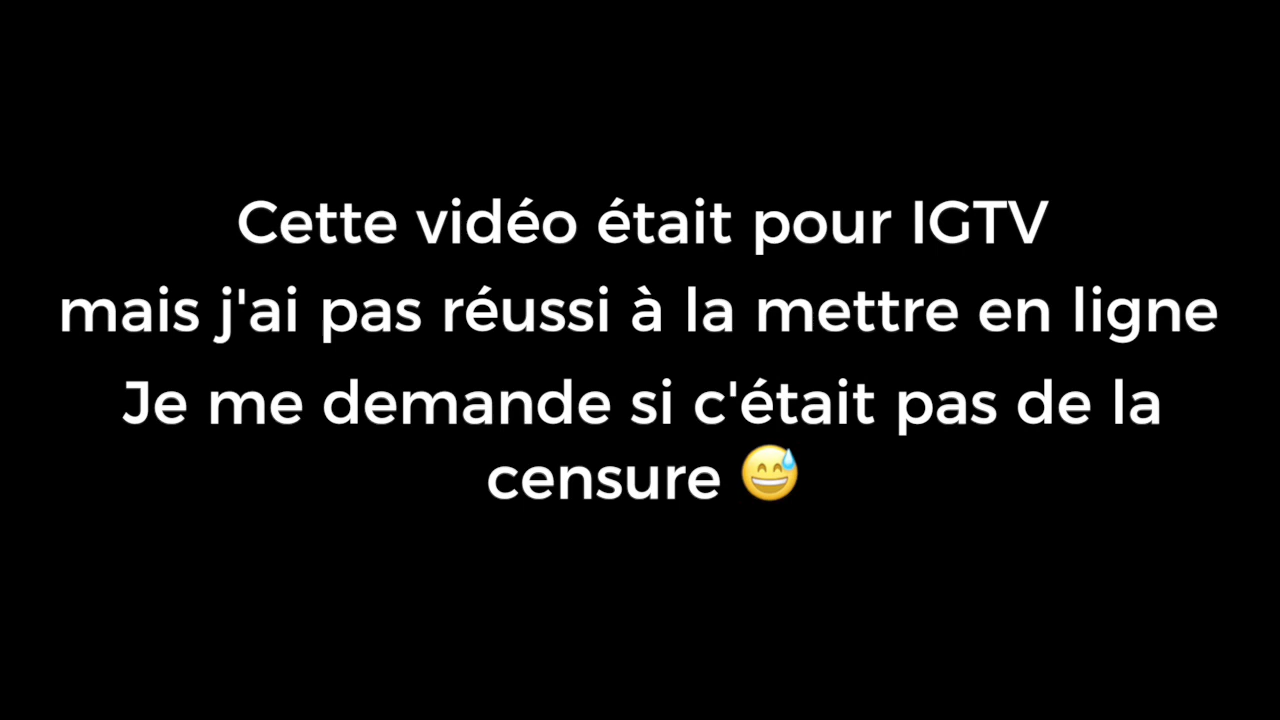 Cette vidéo était pour IGTV
mais j'ai pas réussi à la mettre en ligne
Je me demande si c'était pas de la
censure 😅